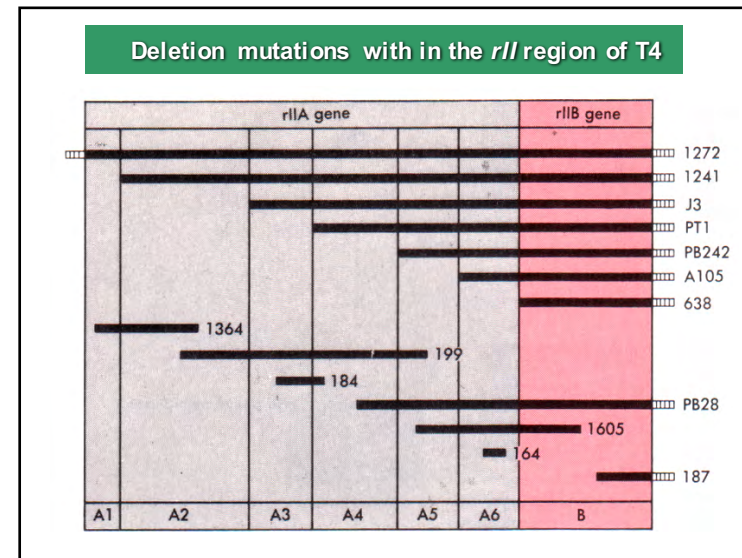 Deletion mutations with in the rII region of T4
rIIA gene
rIIB gene
1272
1241
J3
PT1
PB242
A105
638
1364
199
184
PB28
1605
164
187
A1 A2 A3 A4 A5 A6 B